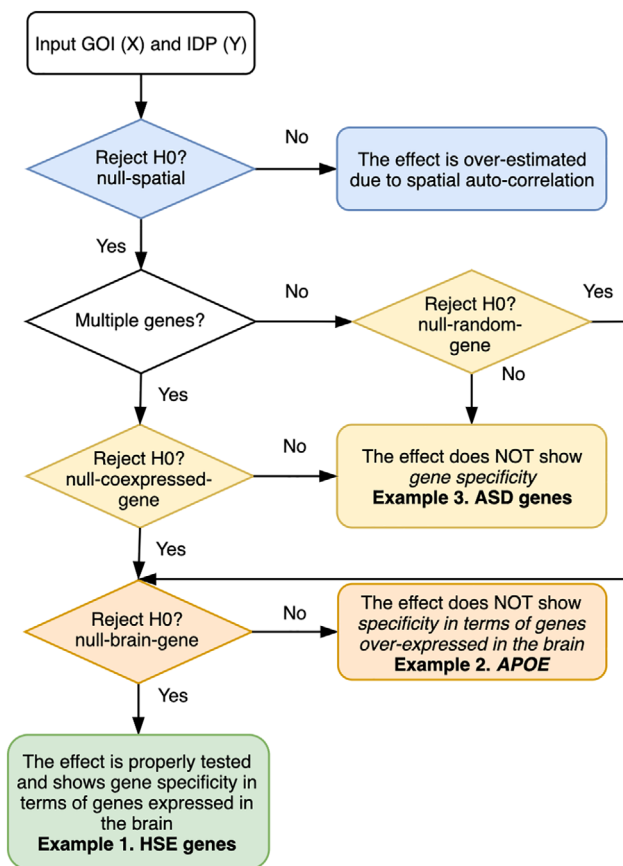 Input GOI (X) and IDP (Y)
Reject H0?
null-spatial
No
The effect is over-estimated
due to spatial auto-correlation
Yes
Multiple genes?
No
Reject H0?
null-random-
gene
Yes
No
Yes
Reject H0?
null-coexpressed-
gene
No
The effect does NOT show
gene specificity
Example 3. ASD genes
Yes
Reject H0?
null-brain-gene
No
The effect does NOT show
specificity in terms of genes
over-expressed in the brain
Example 2. APOE
Yes
The effect is properly tested
and shows gene specificity in
terms of genes expressed in
the brain
Example 1. HSE genes